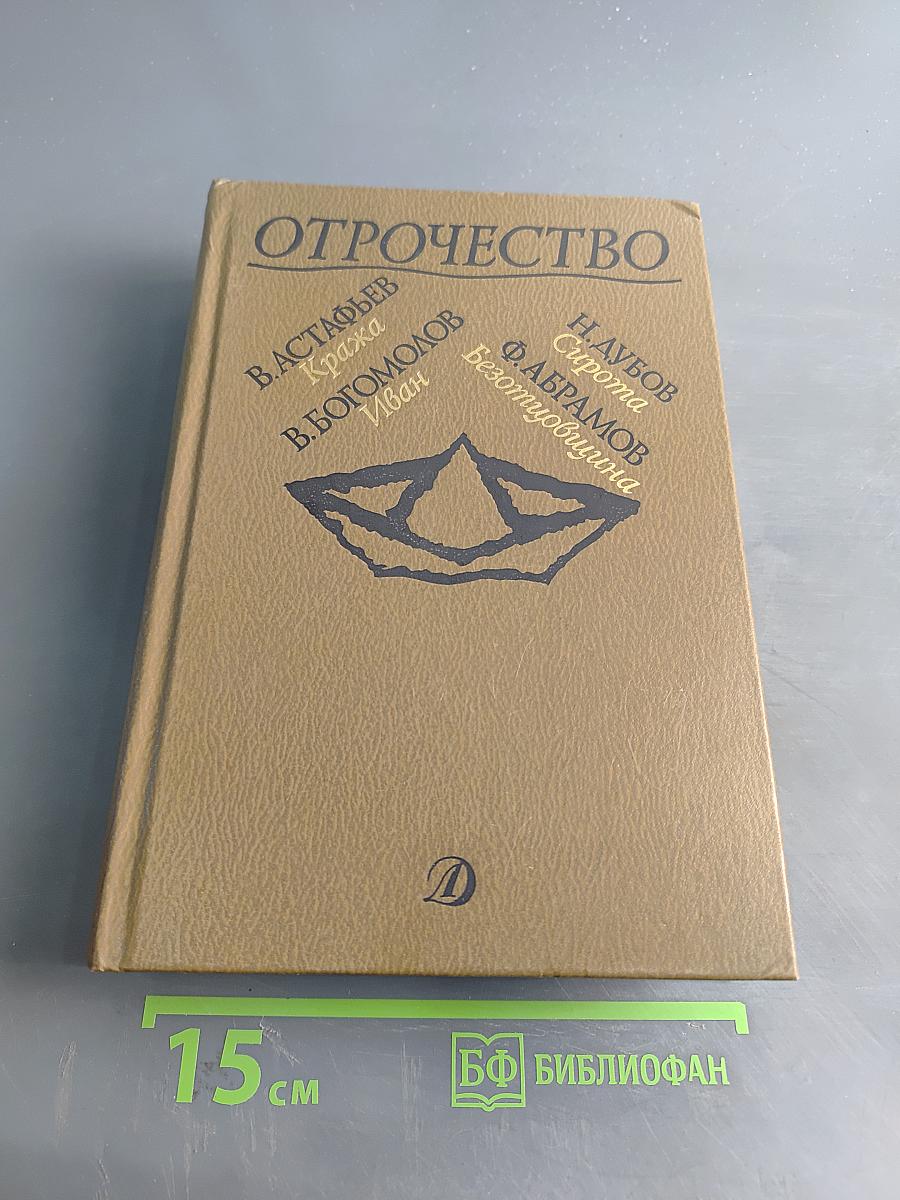 ОТРОЧЕСТВО
В. АСТАФЬЕВ
Кража
В. БОГОМОЛОВ
Иван
Н. ДУБОВ
Сирота
Ф. АБРАМОВ
Безотцовщина
Д
15 см
БФ БИБЛИОФАН